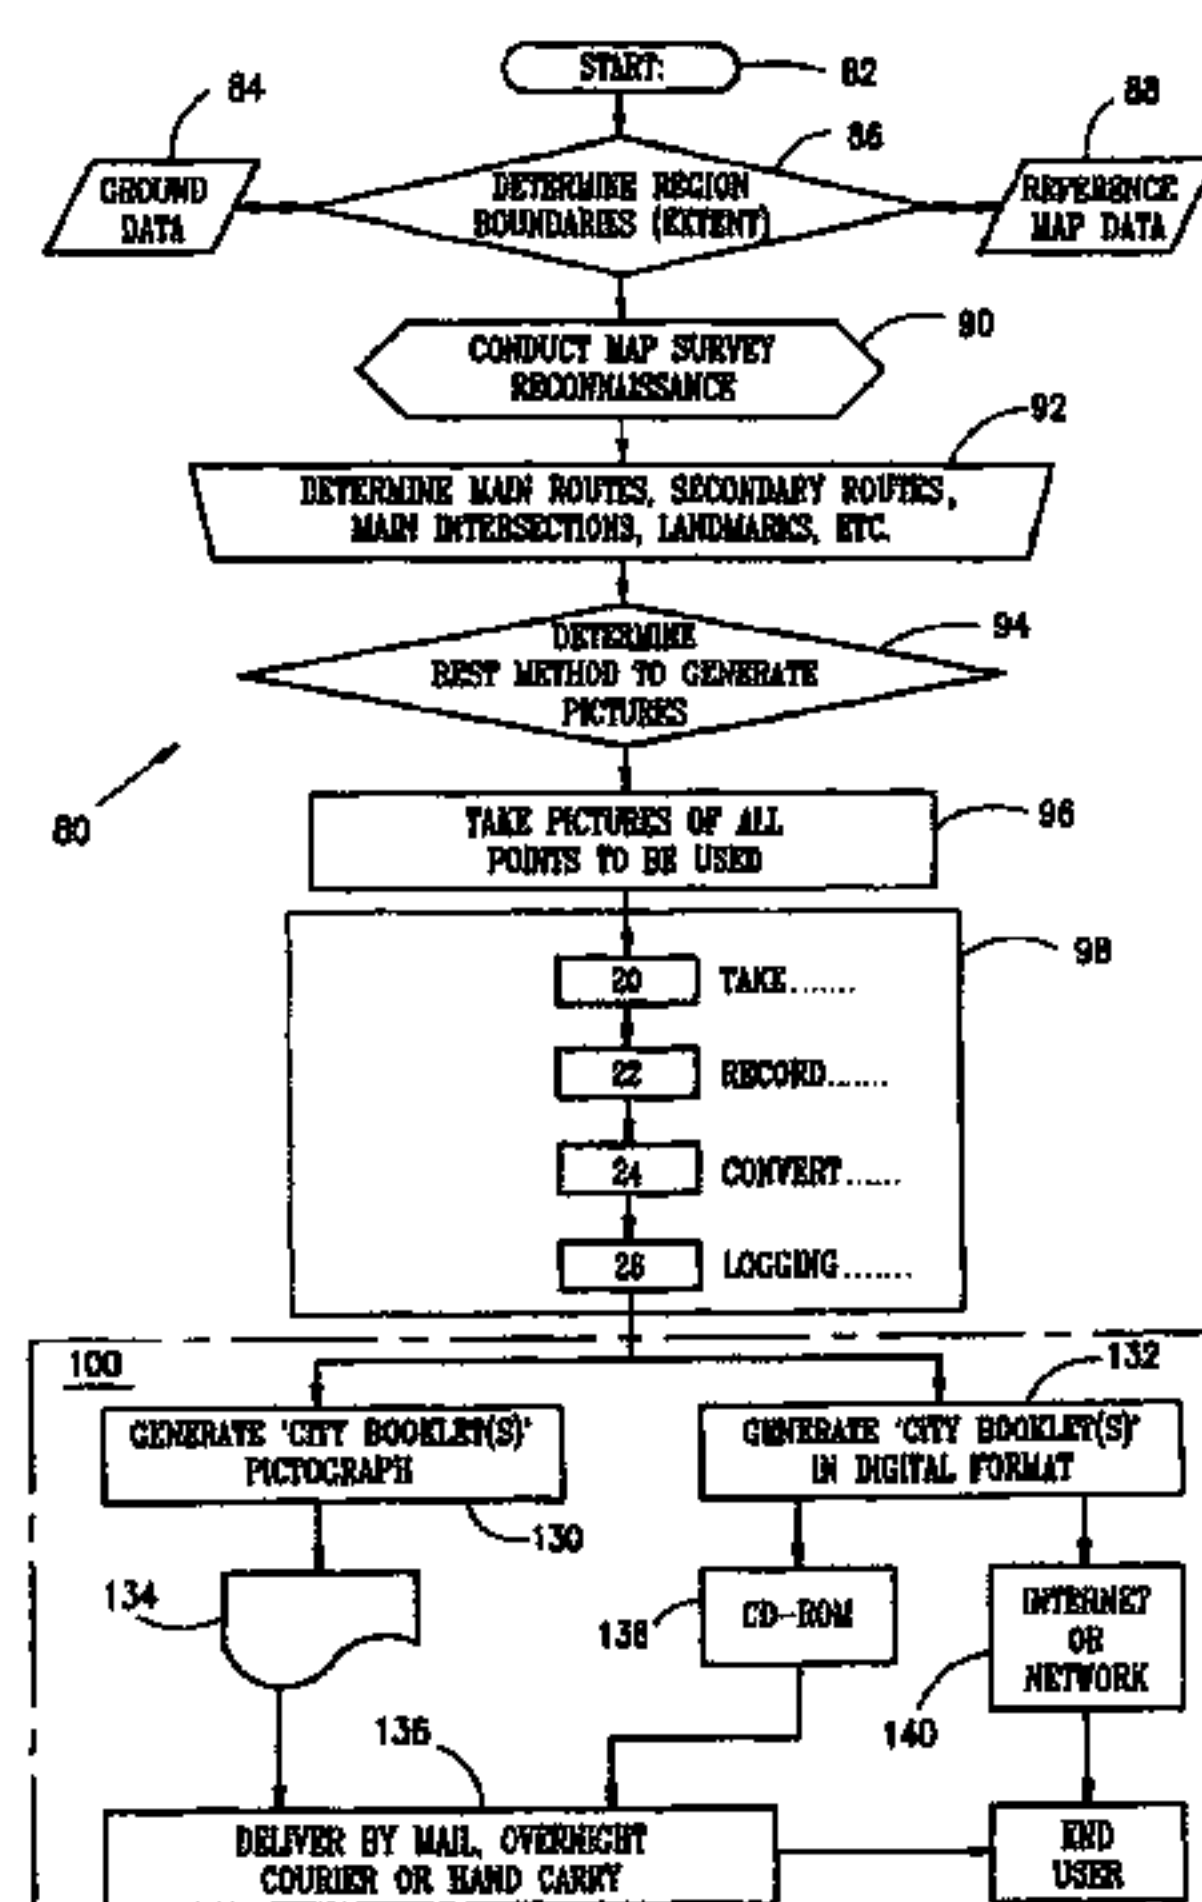 START:
82
84
86
88
GROUND
DATA
DETERMINE REGION
BOUNDARIES (EXTENT)
REFERENCE
MAP DATA
90
CONDUCT MAP SURVEY
RECONNAISSANCE
92
DETERMINE MAIN ROUTES, SECONDARY ROUTES,
MAIN INTERSECTIONS, LANDMARKS, ETC.
94
DETERMINE
BEST METHOD TO GENERATE
PICTURES
80
TAKE PICTURES OF ALL
POINTS TO BE USED
96
98
20 TAKE.......
22 RECORD.......
24 CONVERT......
26 LOGGING.......
100
132
GENERATE 'CITY BOOKLET(S)'
PICTOGRAPH
GENERATE 'CITY BOOKLET(S)'
IN DIGITAL FORMAT
130
134
138
CD-ROM
INTERNET
OR
NETWORK
136
140
DELIVER BY MAIL, OVERNIGHT
COURIER OR HAND CARRY
END
USER